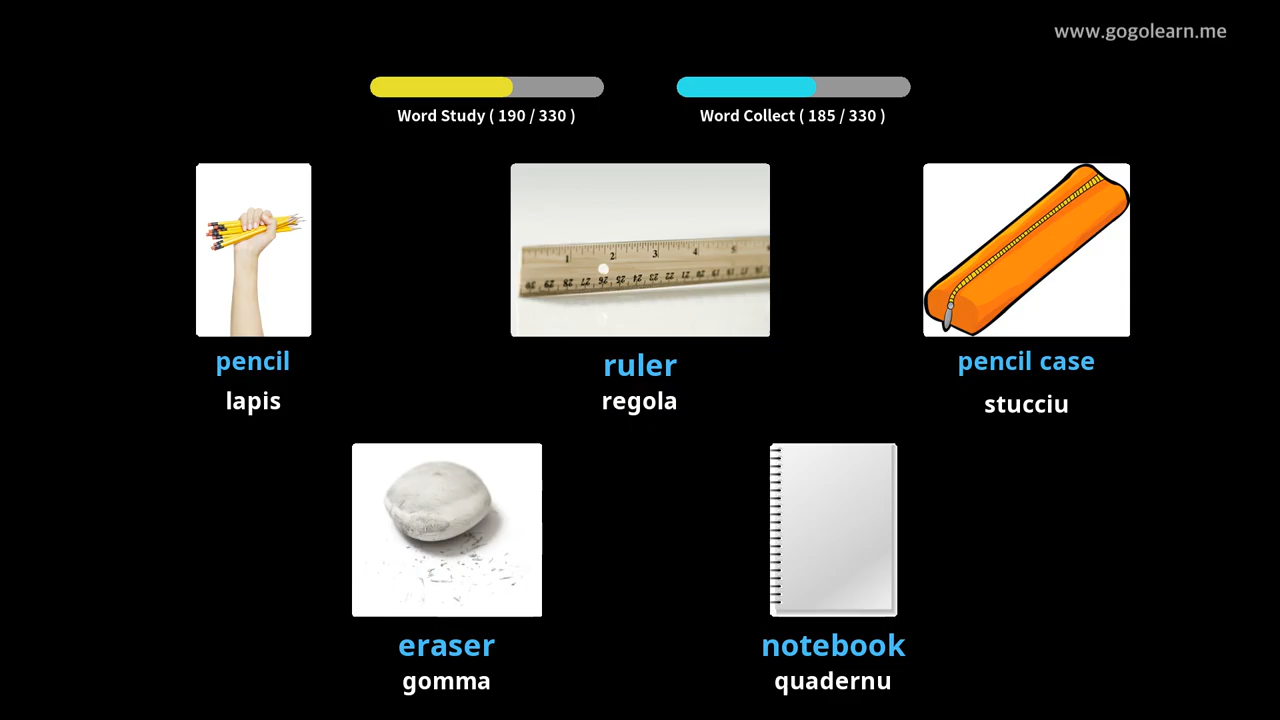 www.gogolearn.me
Word Study ( 190 / 330 )
Word Collect ( 185 / 330 )
pencil
lapis
ruler
regola
pencil case
stucciu
eraser
gomma
notebook
quadernu